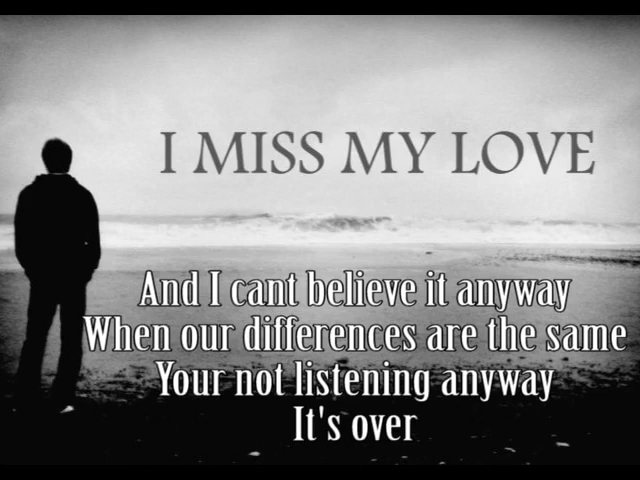 I MISS MY LOVE
And I cant believe it anyway
When our differences are the same
Your not listening anyway
It's over